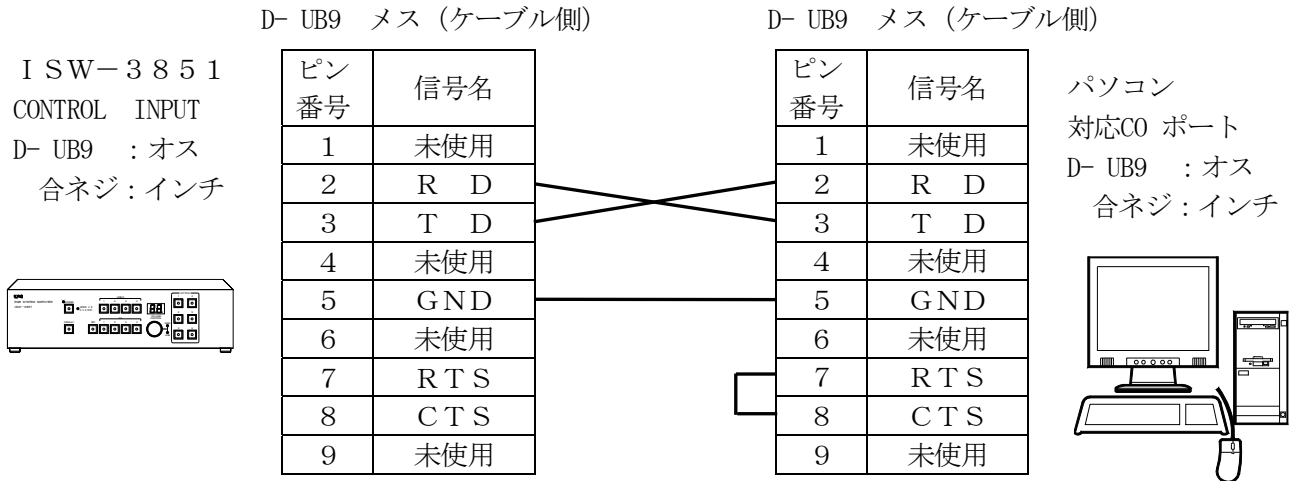 D- UB9　メス（ケーブル側）
D- UB9　メス（ケーブル側）
ＩＳＷ－３８５１
CONTROL　INPUT
D- UB9　：オス
合ネジ：インチ
ピン番号　信号名
1　未使用
2　Ｒ　Ｄ
3　Ｔ　Ｄ
4　未使用
5　ＧＮＤ
6　未使用
7　ＲＴＳ
8　ＣＴＳ
9　未使用
ピン番号　信号名
1　未使用
2　Ｒ　Ｄ
3　Ｔ　Ｄ
4　未使用
5　ＧＮＤ
6　未使用
7　ＲＴＳ
8　ＣＴＳ
9　未使用
パソコン
対応CO ポート
D- UB9　：オス
合ネジ：インチ